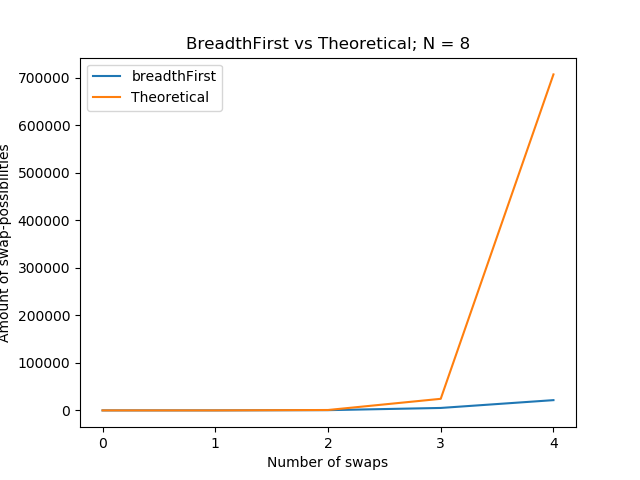 BreadthFirst vs Theoretical; N = 8
breadthFirst
Theoretical
700000
600000
500000
400000
300000
200000
100000
0
Amount of swap-possibilities
0 1 2 3 4
Number of swaps